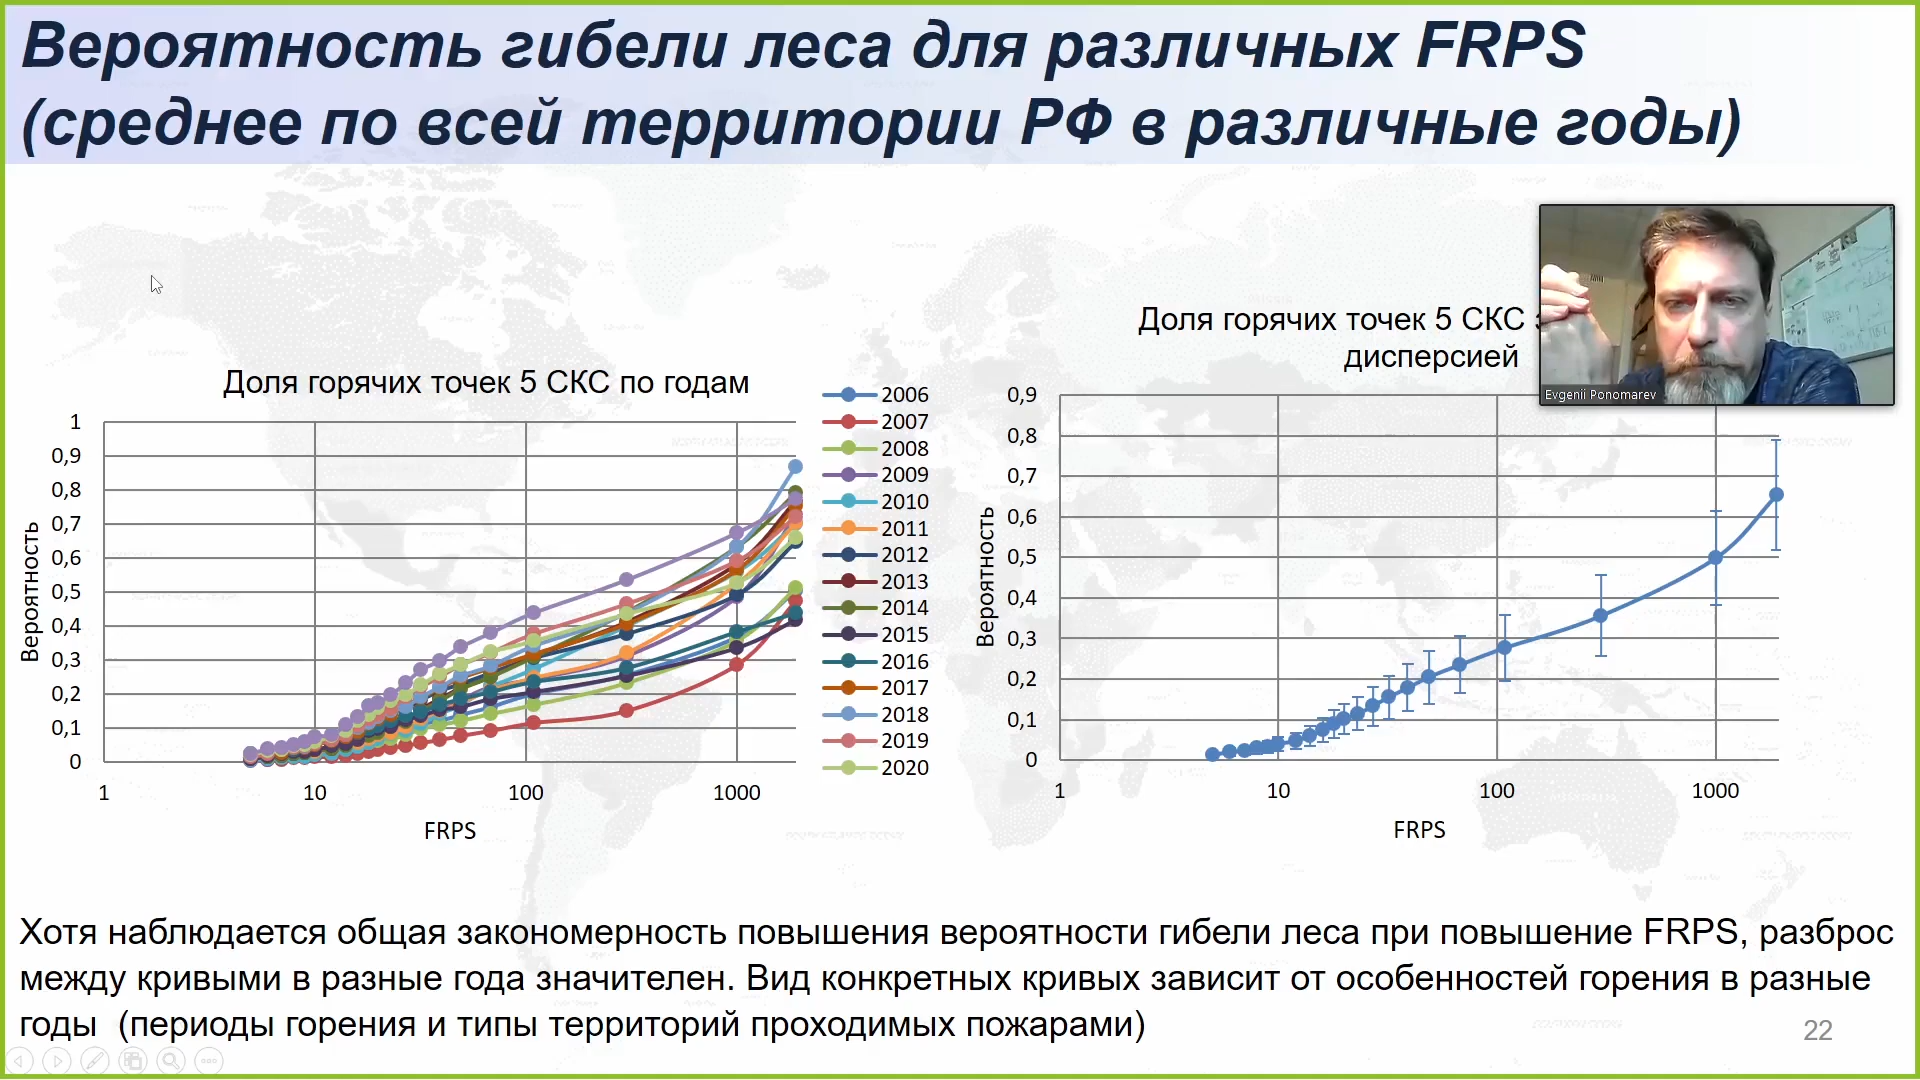 Вероятность гибели леса для различных FRPS
(среднее по всей территории РФ в различные годы)
Доля горячих точек 5 СКС по годам
Вероятность
1
0,9
0,8
0,7
0,6
0,5
0,4
0,3
0,2
0,1
0
1 10 100 1000
FRPS
2006
2007
2008
2009
2010
2011
2012
2013
2014
2015
2016
2017
2018
2019
2020
Доля горячих точек 5 СКС
дисперсией
Вероятность
0,9
0,8
0,7
0,6
0,5
0,4
0,3
0,2
0,1
0
1 10 100 1000
FRPS
Evgenii Ponomarev
Хотя наблюдается общая закономерность повышения вероятности гибели леса при повышение FRPS, разброс
между кривыми в разные года значителен. Вид конкретных кривых зависит от особенностей горения в разные
годы (периоды горения и типы территорий проходимых пожарами)
22